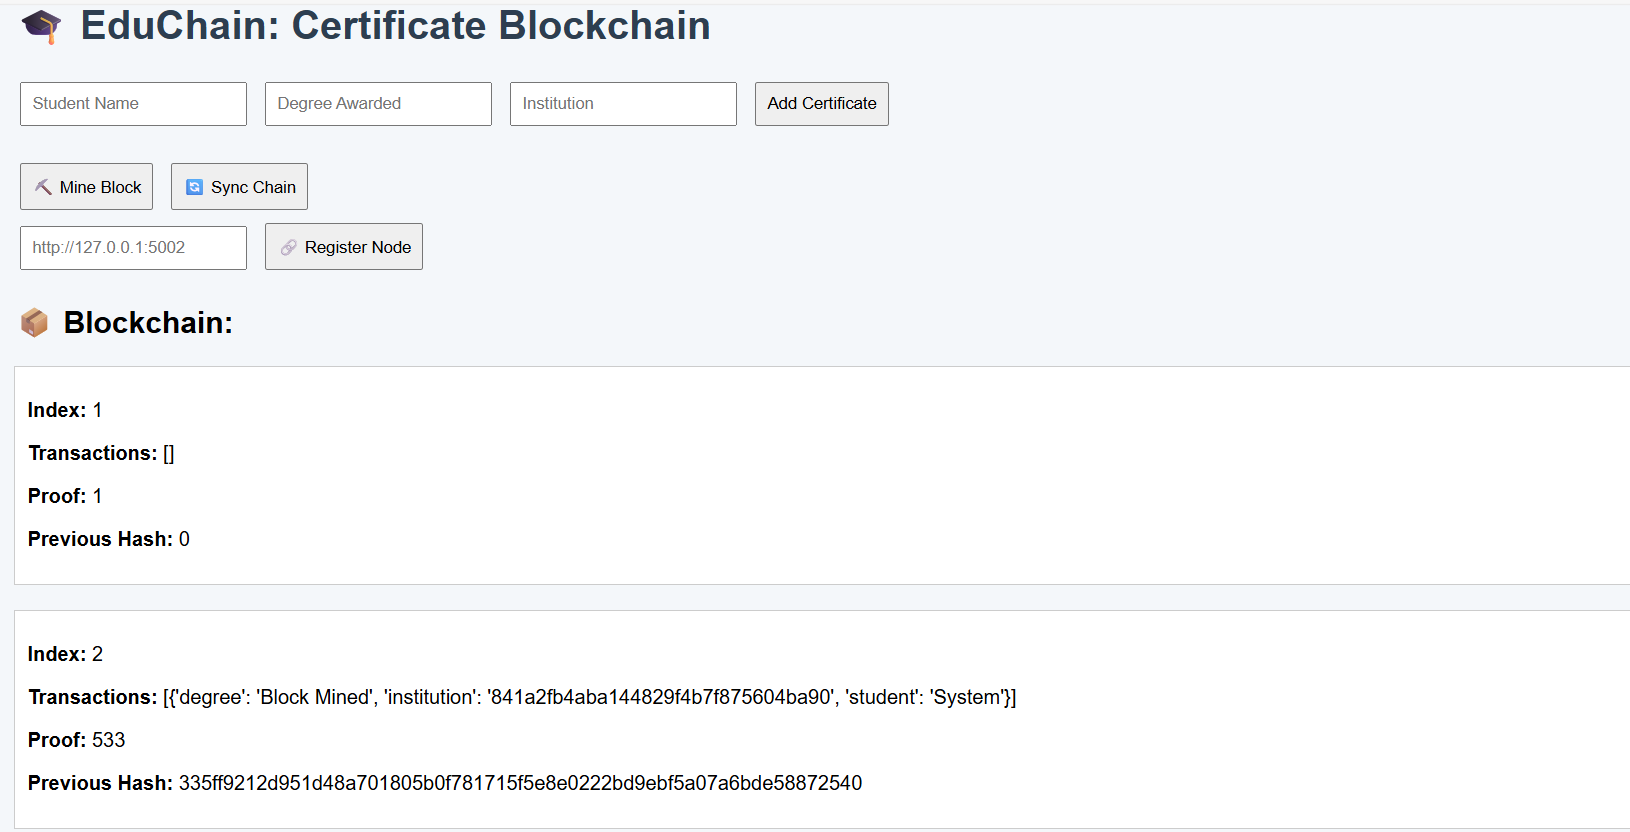 EduChain: Certificate Blockchain
Student Name Degree Awarded Institution Add Certificate
Mine Block Sync Chain
http://127.0.0.1:5002 Register Node
Blockchain:
Index: 1
Transactions: []
Proof: 1
Previous Hash: 0
Index: 2
Transactions: [{'degree': 'Block Mined', 'institution': '841a2fb4aba144829f4b7f875604ba90', 'student': 'System'}]
Proof: 533
Previous Hash: 335ff9212d951d48a701805b0f781715f5e8e0222bd9ebf5a07a6bde58872540